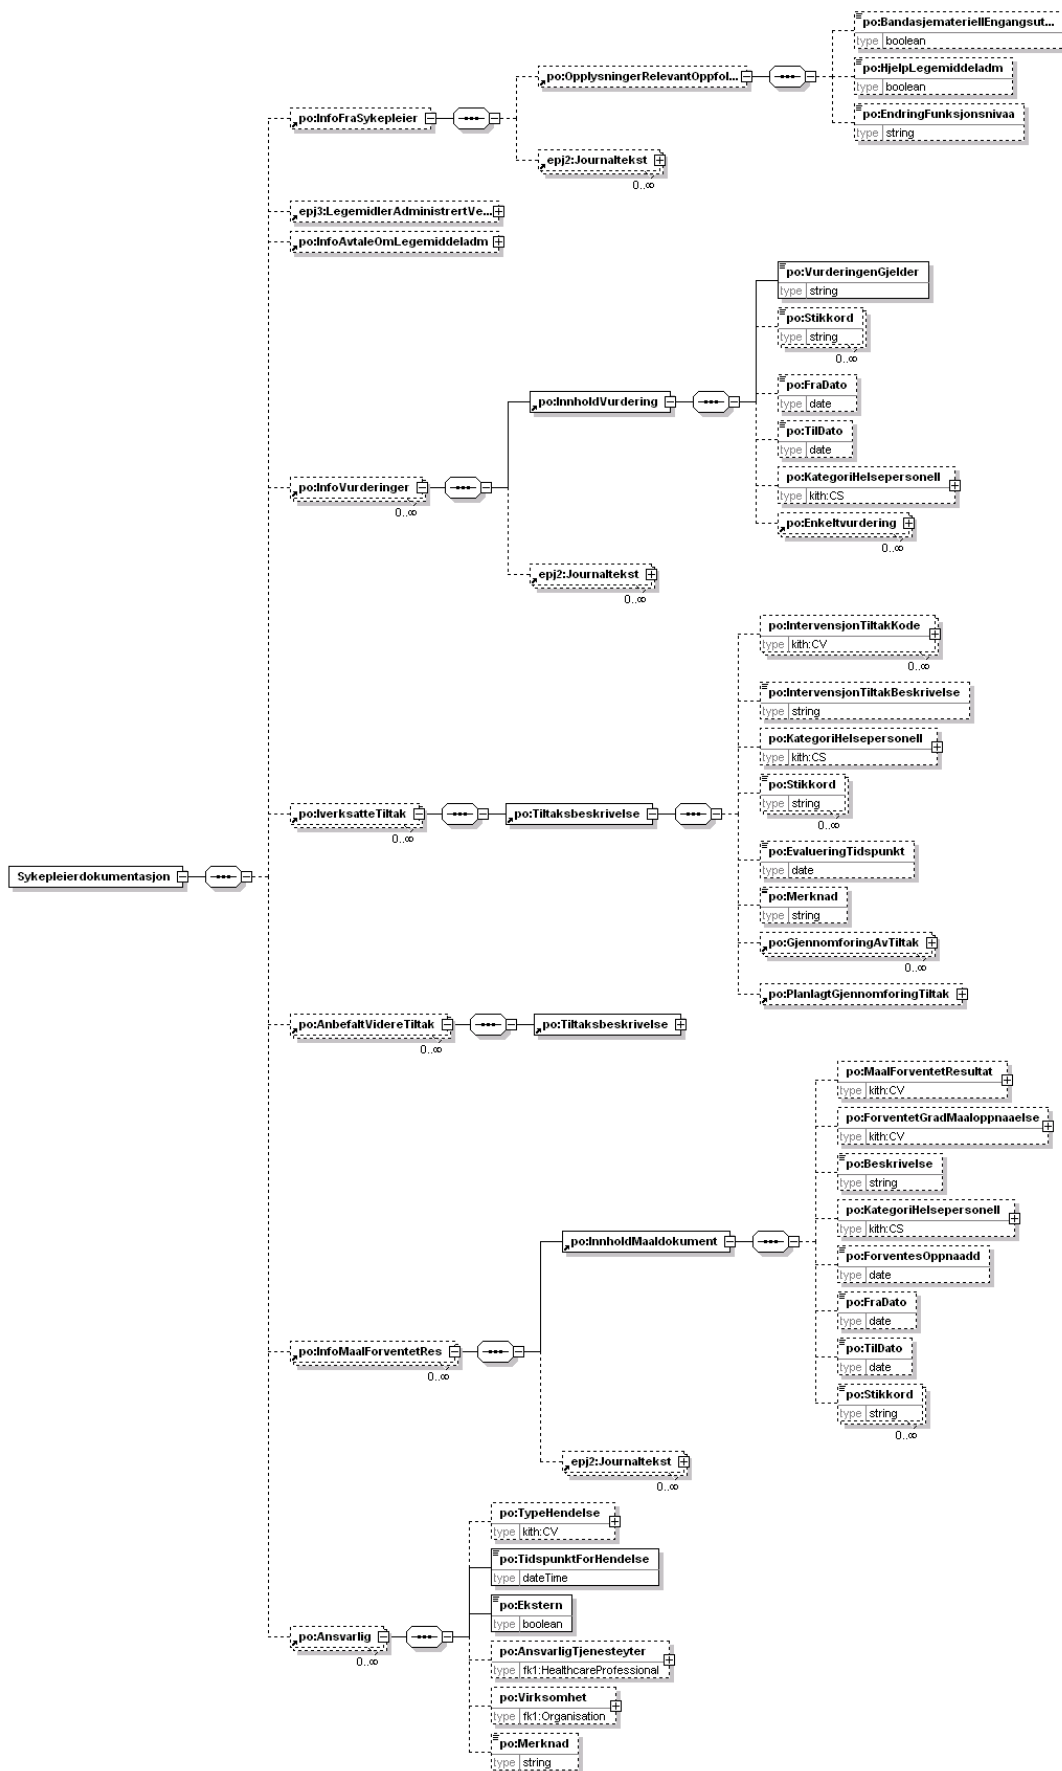 po:BandasjemateriellEngangsut...
type boolean
po:OpplysningerRelevantOppfol...
po:HjelpLegemiddeladm
type boolean
po:InfoFraSykepleier
po:EndringFunksjonsnivaa
type string
epj2:Journaltekst
0..∞
epj3:LegemidlerAdministrertVe...
po:InfoAvtaleOmLegemiddeladm
po:VurderingenGjelder
type string
po:Stikkord
type string
0..∞
po:InnholdVurdering
po:FraDato
type date
po:TilDato
type date
po:InfoVurderinger
0..∞
po:KategoriHelsepersonell
type kith:CS
po:Enkeltvurdering
0..∞
epj2:Journaltekst
0..∞
po:IntervensjonTiltakKode
type kith:CV
0..∞
po:IntervensjonTiltakBeskrivelse
type string
po:KategoriHelsepersonell
type kith:CS
po:IverksatteTiltak
0..∞
po:Tiltaksbeskrivelse
po:Stikkord
type string
0..∞
po:EvalueringTidspunkt
type date
Sykepleierdokumentasjon
po:Merknad
type string
po:GjennomforingAvTiltak
0..∞
po:PlanlagtGjennomforingTiltak
po:AnbefaltVidereTiltak
0..∞
po:Tiltaksbeskrivelse
po:MaalForventetResultat
type kith:CV
po:ForventetGradMaaloppnaaelse
type kith:CV
po:Beskrivelse
type string
po:KategoriHelsepersonell
type kith:CS
po:InnholdMaaldokument
po:ForventesOppnaadd
type date
po:FraDato
type date
po:InfoMaalForventetRes
0..∞
po:TilDato
type date
po:Stikkord
type string
0..∞
epj2:Journaltekst
0..∞
po:TypeHendelse
type kith:CV
po:TidspunktForHendelse
type dateTime
po:Ekstern
type boolean
po:Ansvarlig
0..∞
po:AnsvarligTjenesteyter
type fk1:HealthcareProfessional
po:Virksomhet
type fk1:Organisation
po:Merknad
type string